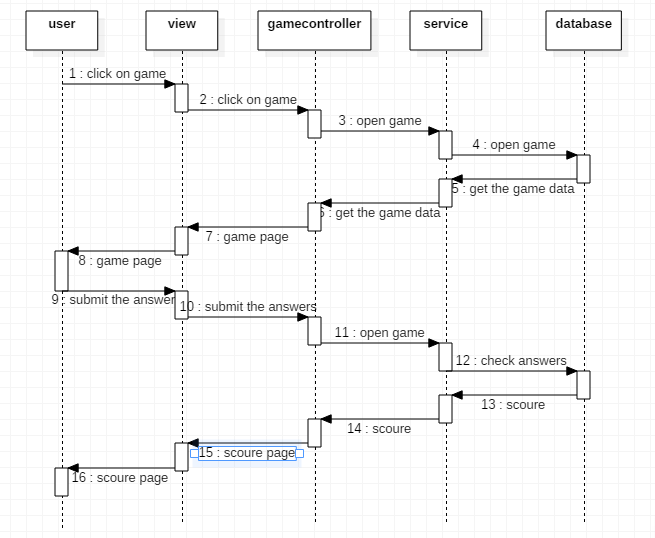 user
view
gamecontroller
service
database
1 : click on game
2 : click on game
3 : open game
4 : open game
5 : get the game data
6 : get the game data
7 : game page
8 : game page
9 : submit the answer
10 : submit the answers
11 : open game
12 : check answers
13 : scoure
14 : scoure
15 : scoure page
16 : scoure page